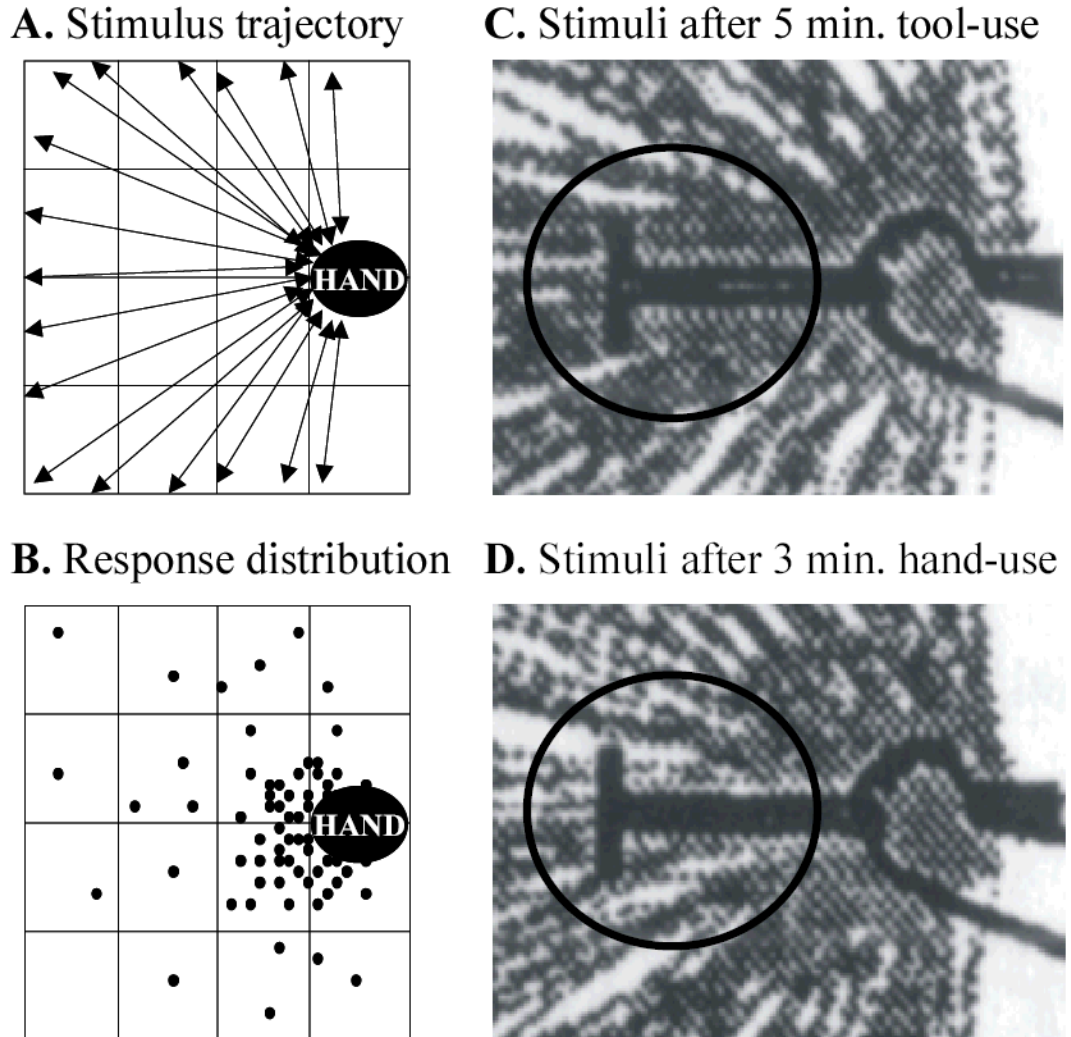 A. Stimulus trajectory
HAND
C. Stimuli after 5 min. tool-use
B. Response distribution
HAND
D. Stimuli after 3 min. hand-use